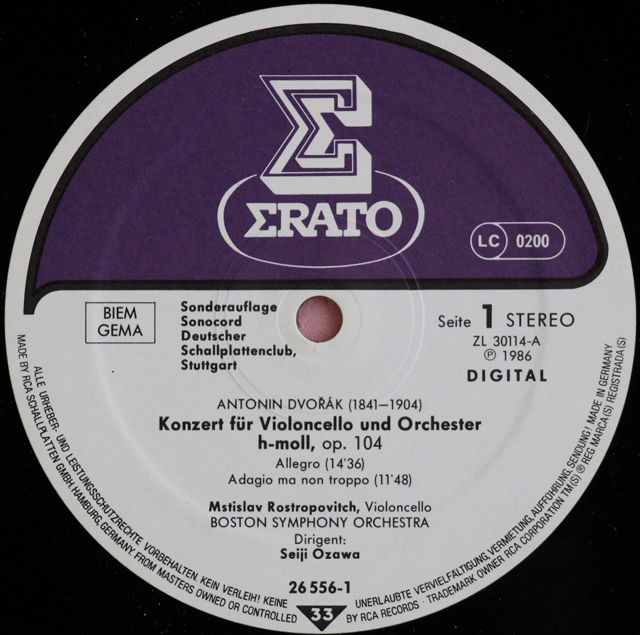 Σ
ΣRATO
LC 0200
BIEM
GEMA
Sonderauflage
Sonocord
Deutscher
Schallplattenclub,
Stuttgart
Seite 1 STEREO
ZL 30114-A
℗ 1986
DIGITAL
ANTONIN DVOŘÁK (1841–1904)
Konzert für Violoncello und Orchester
h-moll, op. 104
Allegro (14'36)
Adagio ma non troppo (11'48)
Mstislav Rostropovitch, Violoncello
BOSTON SYMPHONY ORCHESTRA
Dirigent:
Seiji Ozawa
26 556-1
33
ALLE URHEBER- UND LEISTUNGSSCHUTZRECHTE VORBEHALTEN. KEIN VERLEIH! KEINE UNERLAUBTE VERVIELFÄLTIGUNG, VERMIETUNG, AUFFÜHRUNG, SENDUNG! MADE IN GERMANY
MADE BY RCA SCHALLPLATTEN GMBH, HAMBURG, GERMANY FROM MASTERS OWNED OR CONTROLLED BY RCA RECORDS · TRADEMARK OWNER RCA CORPORATION TM(S) ® REG MARCA(S) REGISTRADA(S)